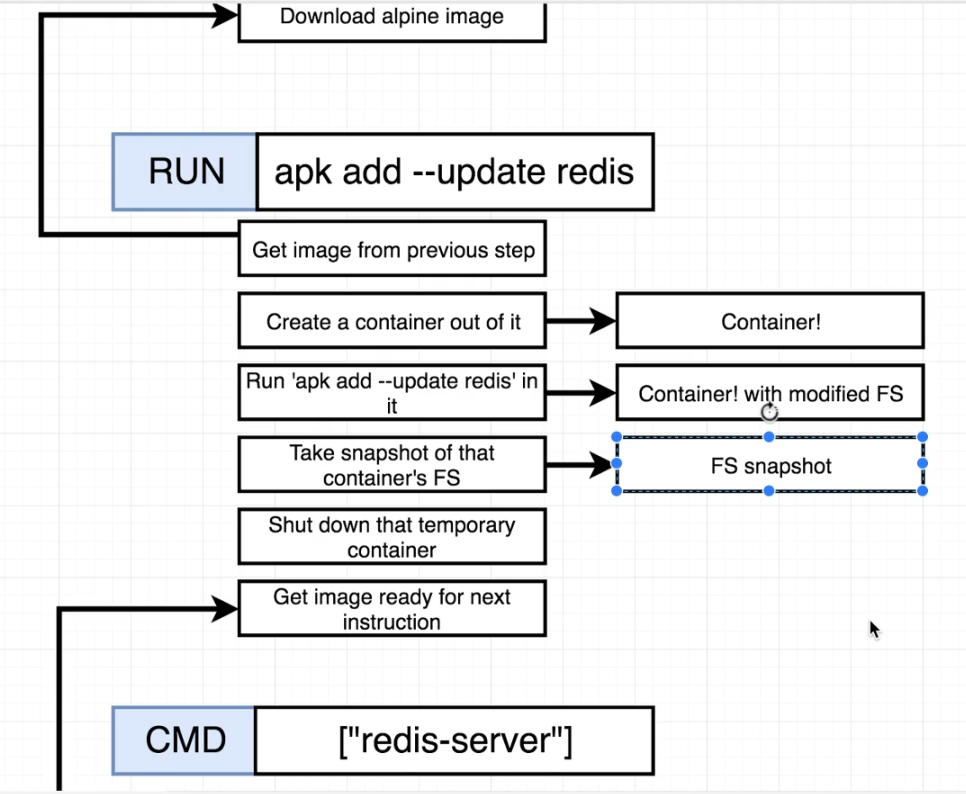 Download alpine image
RUN apk add --update redis
Get image from previous step
Create a container out of it
Container!
Run 'apk add --update redis' in
it
Container! with modified FS
Take snapshot of that
container's FS
FS snapshot
Shut down that temporary
container
Get image ready for next
instruction
CMD ["redis-server"]